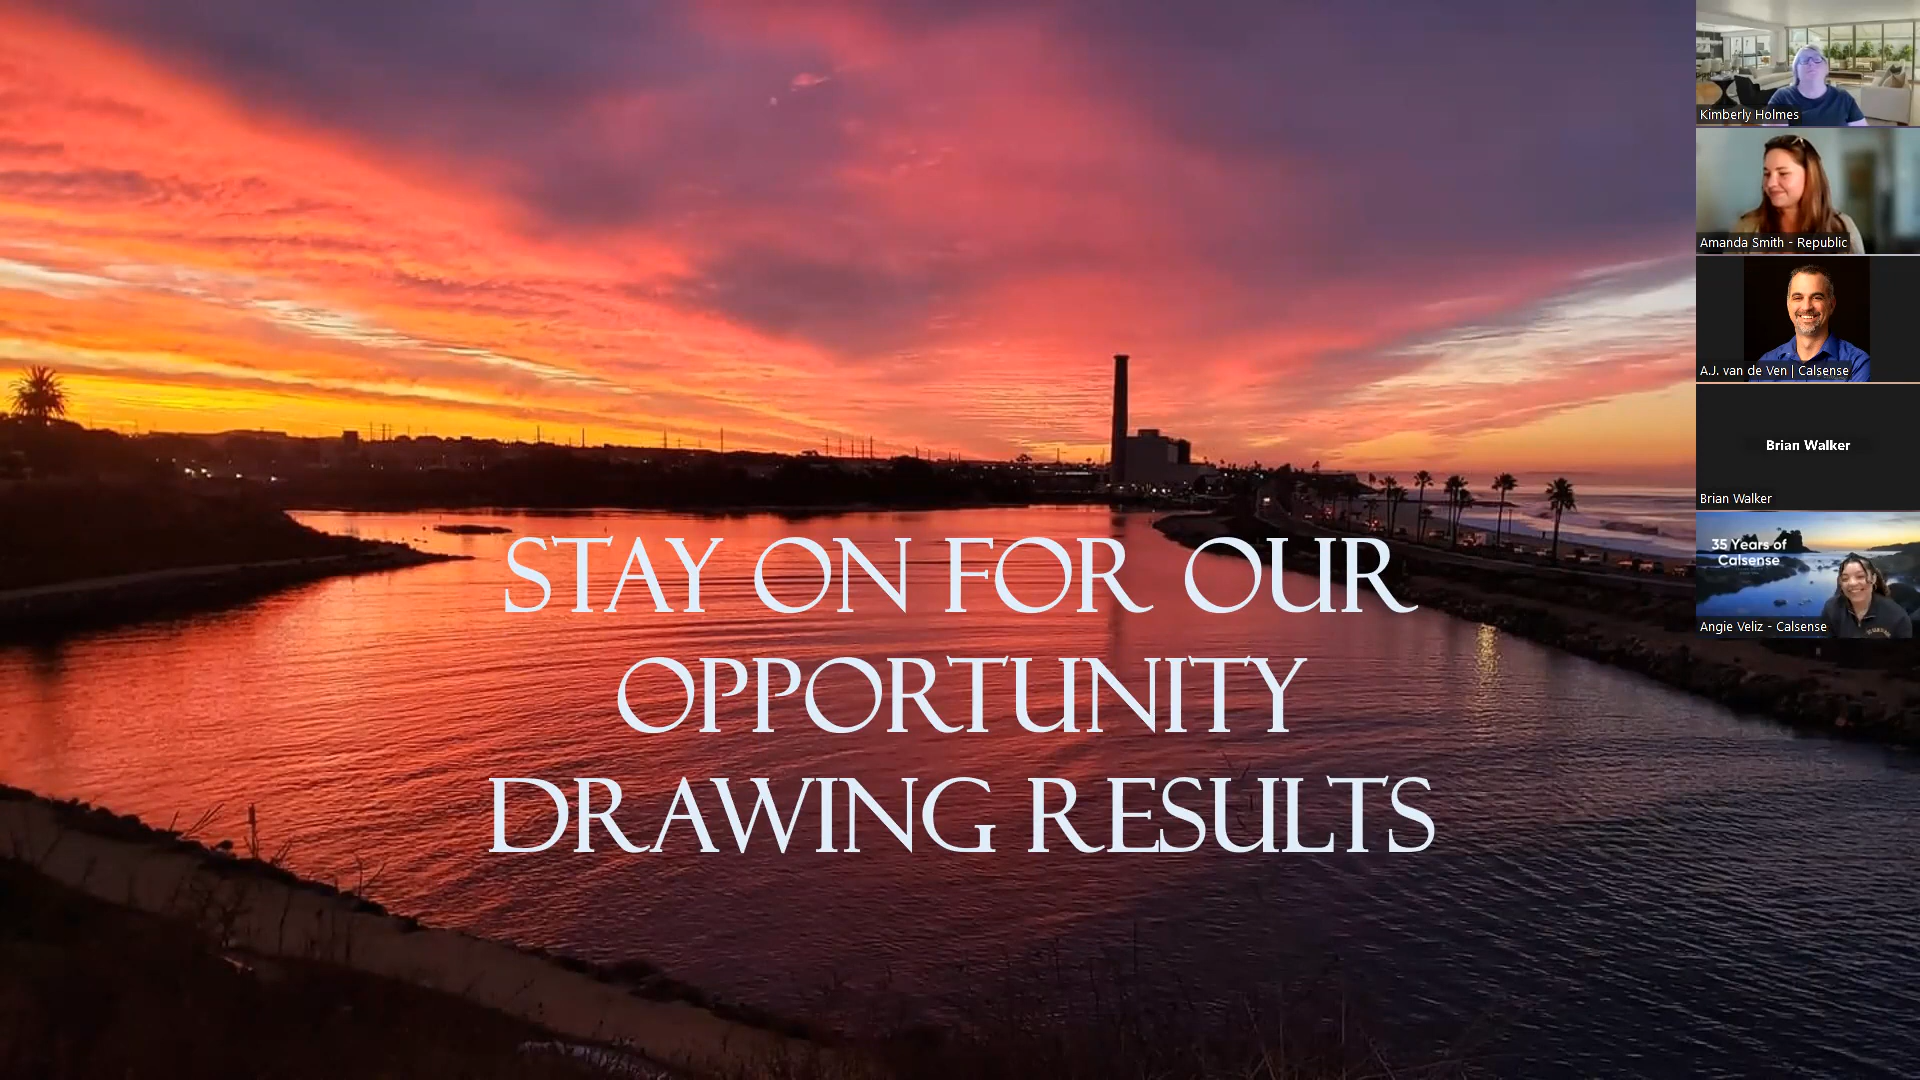 STAY ON FOR OUR
OPPORTUNITY
DRAWING RESULTS
Kimberly Holmes
Amanda Smith - Republic
A.J. van de Ven | Calsense
Brian Walker
Brian Walker
35 Years of
Calsense
Angie Veliz - Calsense